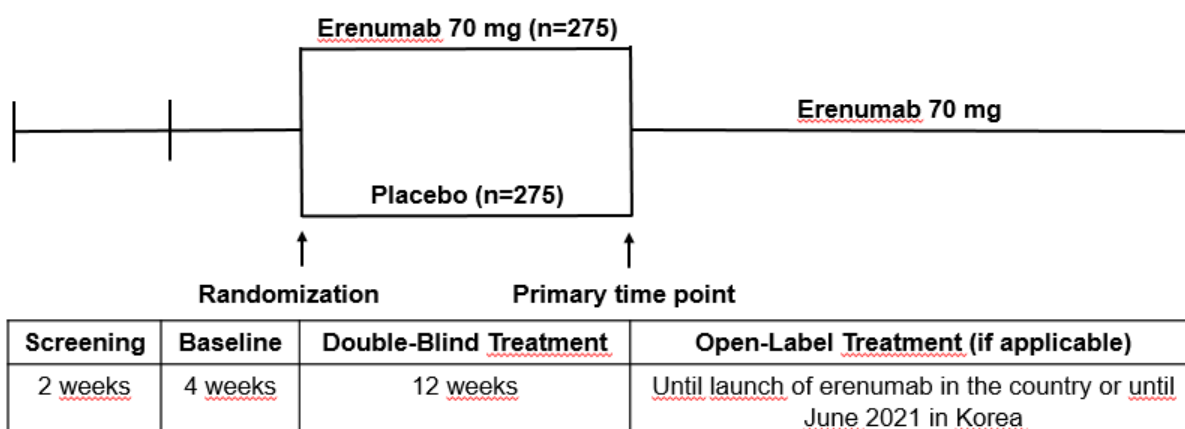 Erenumab 70 mg (n=275)
Erenumab 70 mg
Placebo (n=275)
Randomization Primary time point
Screening Baseline Double-Blind Treatment Open-Label Treatment (if applicable)
2 weeks 4 weeks 12 weeks Until launch of erenumab in the country or until
June 2021 in Korea